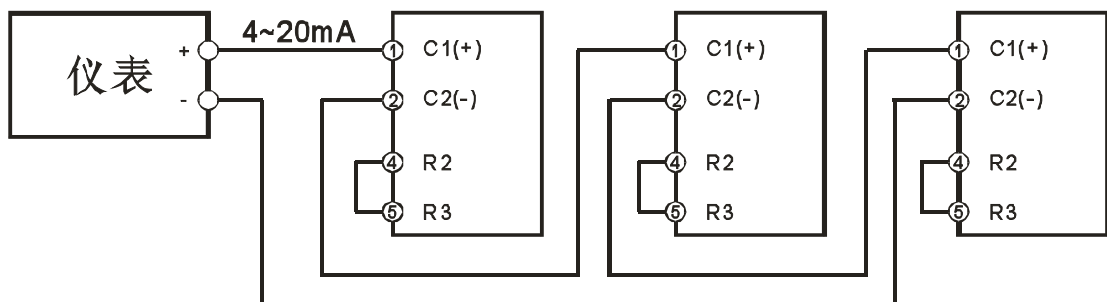 仪表
+
-
4~20mA
1 C1(+)
2 C2(-)
4 R2
5 R3
1 C1(+)
2 C2(-)
4 R2
5 R3
1 C1(+)
2 C2(-)
4 R2
5 R3